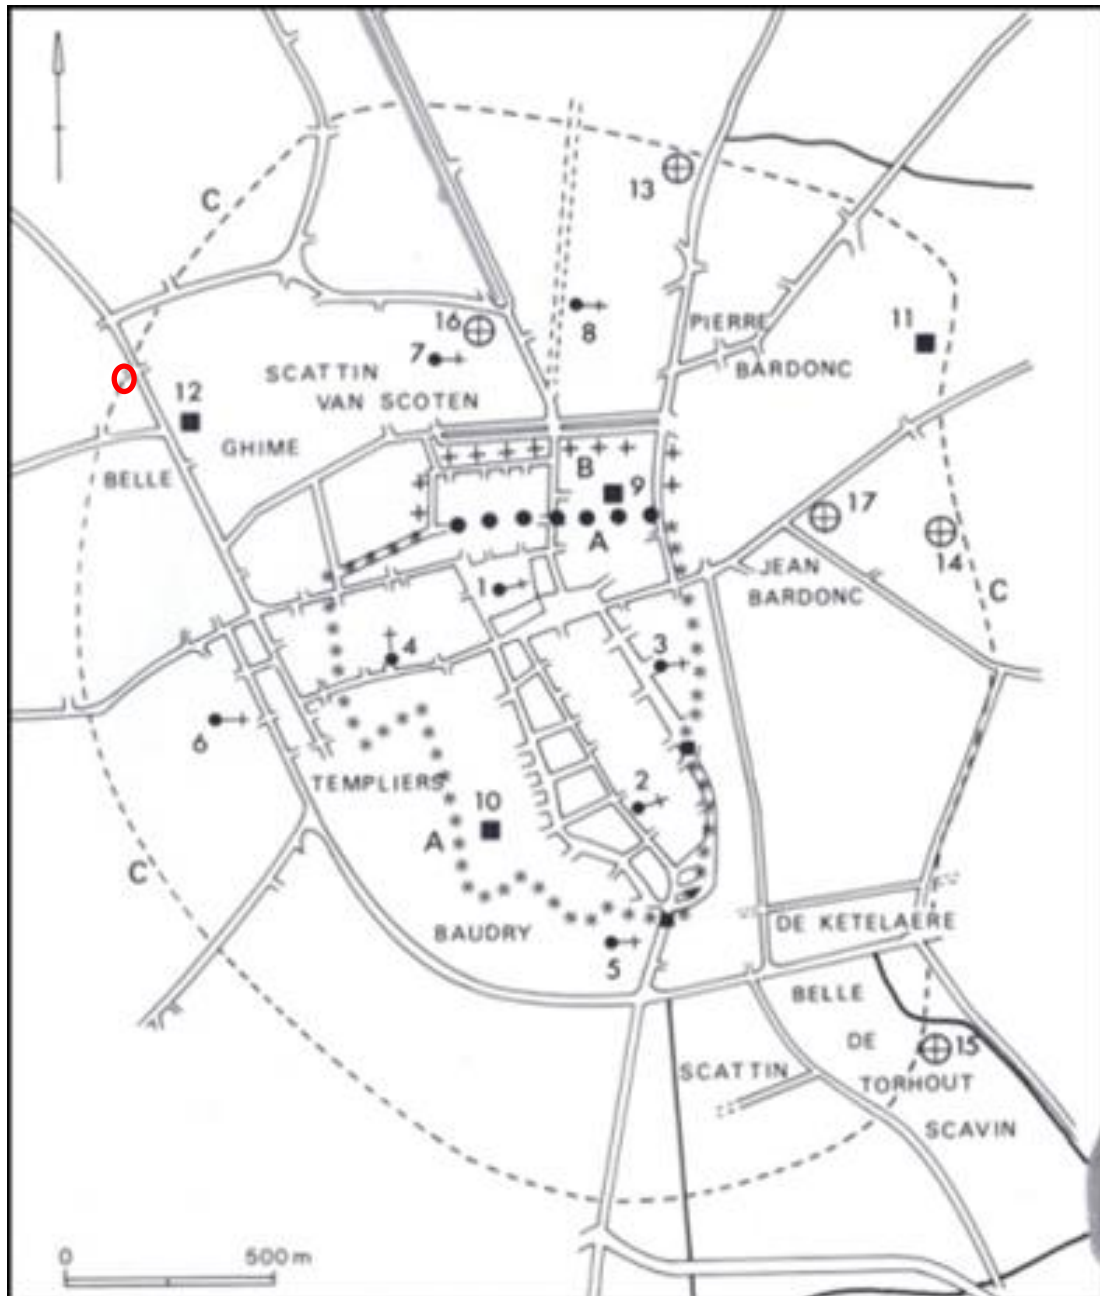 C
13
16
8
PIERRE
11
7
BARDONC
SCATTIN
12
VAN SCOTEN
GHIME
BELLE
B
9
17
A
14
JEAN
1
BARDONC
C
4
3
6
TEMPLIERS
10
2
A
C
BAUDRY
DE KETELAERE
5
BELLE
DE
15
SCATTIN
TORHOUT
SCAVIN
0
500 m